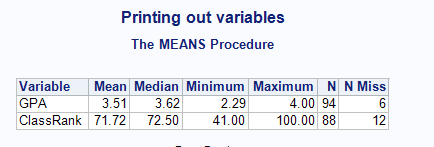 Printing out variables
The MEANS Procedure
Variable Mean Median Minimum Maximum N N Miss
GPA 3.51 3.62 2.29 4.00 94 6
ClassRank 71.72 72.50 41.00 100.00 88 12